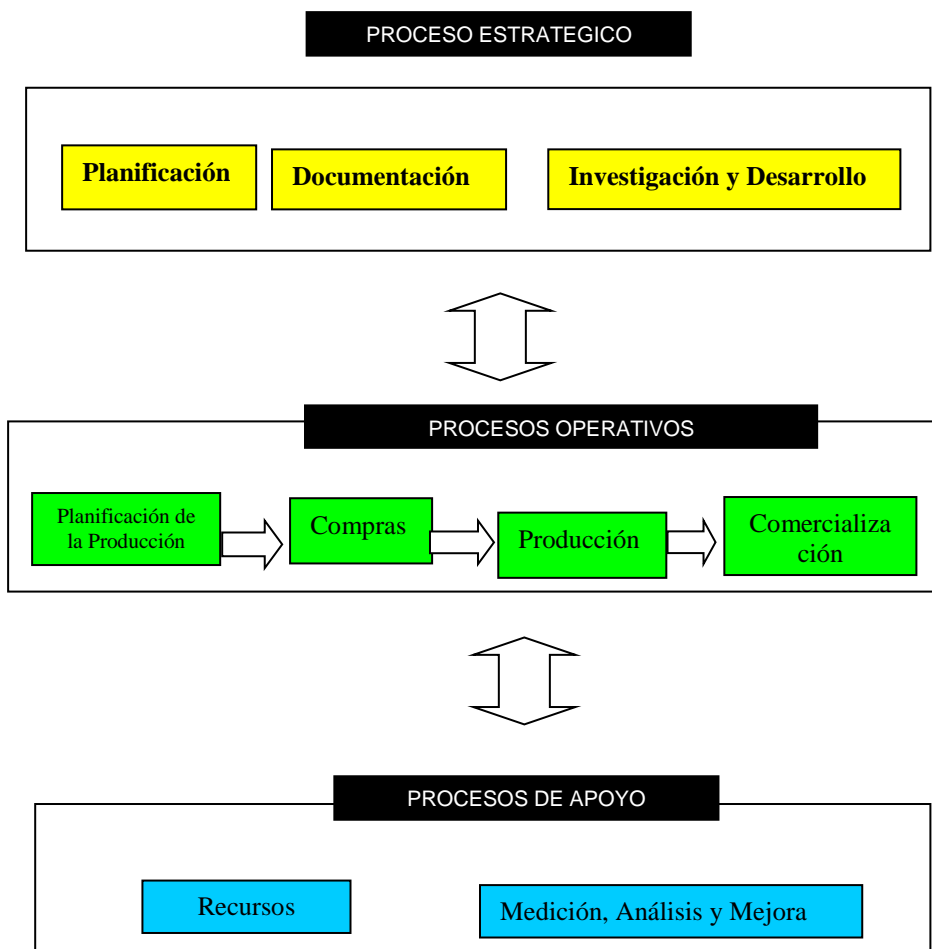 PROCESO ESTRATEGICO
Planificación
Documentación
Investigación y Desarrollo
PROCESOS OPERATIVOS
Planificación de
la Producción
Compras
Producción
Comercializa
ción
PROCESOS DE APOYO
Recursos
Medición, Análisis y Mejora